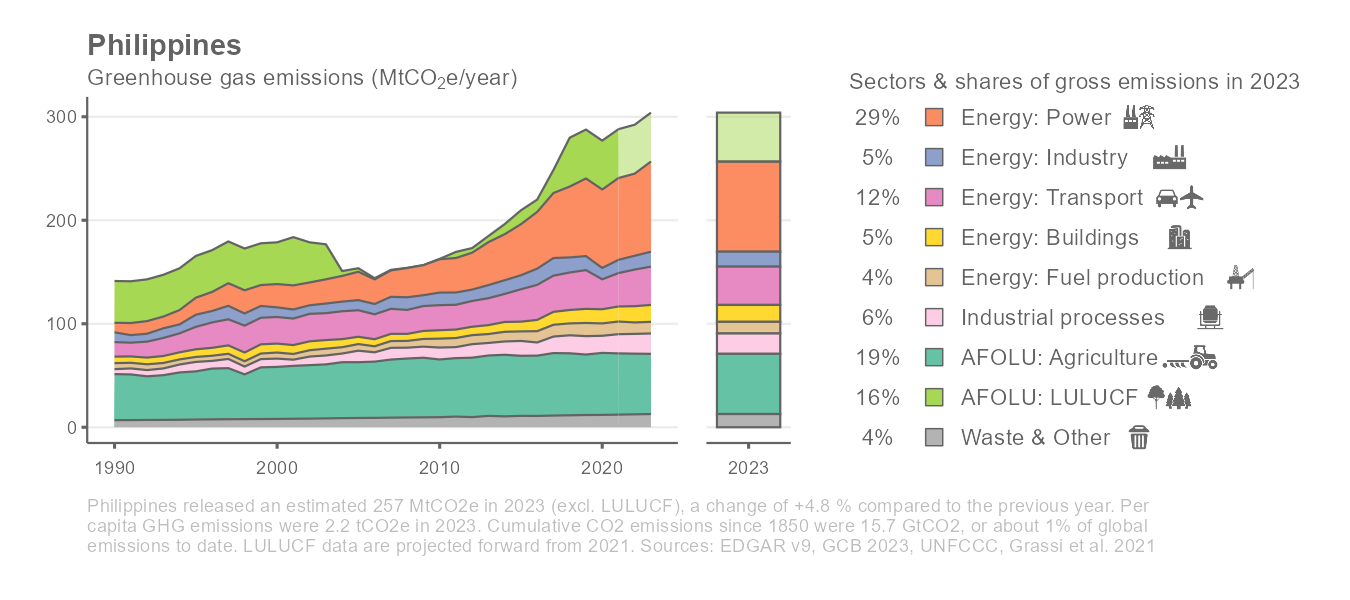 Philippines
Greenhouse gas emissions (MtCO₂e/year)
300
200
100
0
1990
2000
2010
2020
2023
Sectors & shares of gross emissions in 2023
29% Energy: Power
5% Energy: Industry
12% Energy: Transport
5% Energy: Buildings
4% Energy: Fuel production
6% Industrial processes
19% AFOLU: Agriculture
16% AFOLU: LULUCF
4% Waste & Other
Philippines released an estimated 257 MtCO2e in 2023 (excl. LULUCF), a change of +4.8 % compared to the previous year. Per
capita GHG emissions were 2.2 tCO2e in 2023. Cumulative CO2 emissions since 1850 were 15.7 GtCO2, or about 1% of global
emissions to date. LULUCF data are projected forward from 2021. Sources: EDGAR v9, GCB 2023, UNFCCC, Grassi et al. 2021